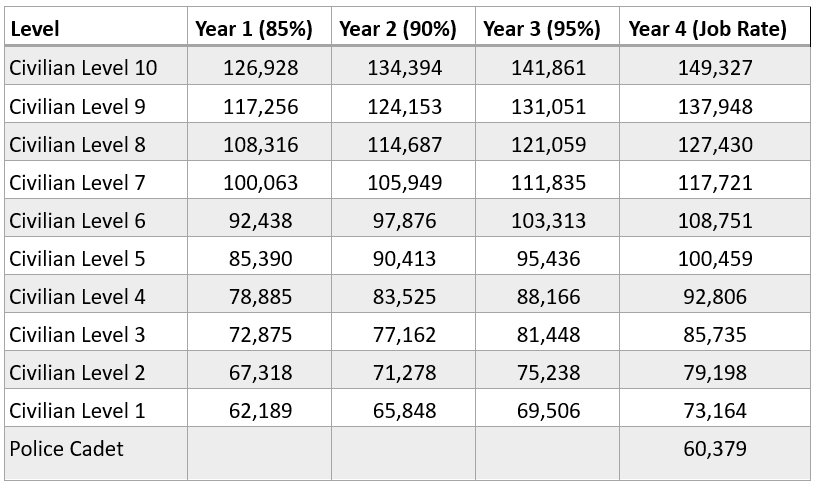 Level Year 1 (85%) Year 2 (90%) Year 3 (95%) Year 4 (Job Rate)
Civilian Level 10 126,928 134,394 141,861 149,327
Civilian Level 9 117,256 124,153 131,051 137,948
Civilian Level 8 108,316 114,687 121,059 127,430
Civilian Level 7 100,063 105,949 111,835 117,721
Civilian Level 6 92,438 97,876 103,313 108,751
Civilian Level 5 85,390 90,413 95,436 100,459
Civilian Level 4 78,885 83,525 88,166 92,806
Civilian Level 3 72,875 77,162 81,448 85,735
Civilian Level 2 67,318 71,278 75,238 79,198
Civilian Level 1 62,189 65,848 69,506 73,164
Police Cadet 60,379